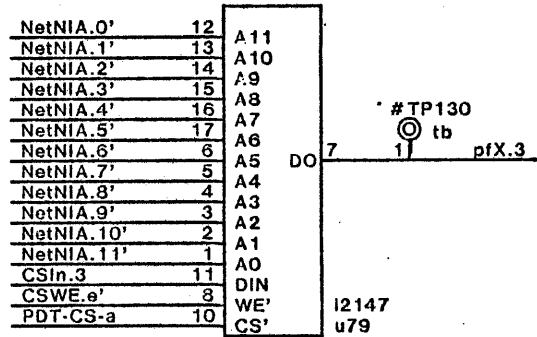 NetNIA.0' 12 A11
NetNIA.1' 13 A10
NetNIA.2' 14 A9
NetNIA.3' 15 A8
NetNIA.4' 16 A7
NetNIA.5' 17 A6
NetNIA.6' 6 A5
NetNIA.7' 5 A4
NetNIA.8' 4 A3
NetNIA.9' 3 A2
NetNIA.10' 2 A1
NetNIA.11' 1 A0
CSIn.3 11 DIN
CSWE.e' 8 WE'
PDT-CS-a 10 CS'
#TP130
tb
DO 7 1 pfX.3
i2147
u79